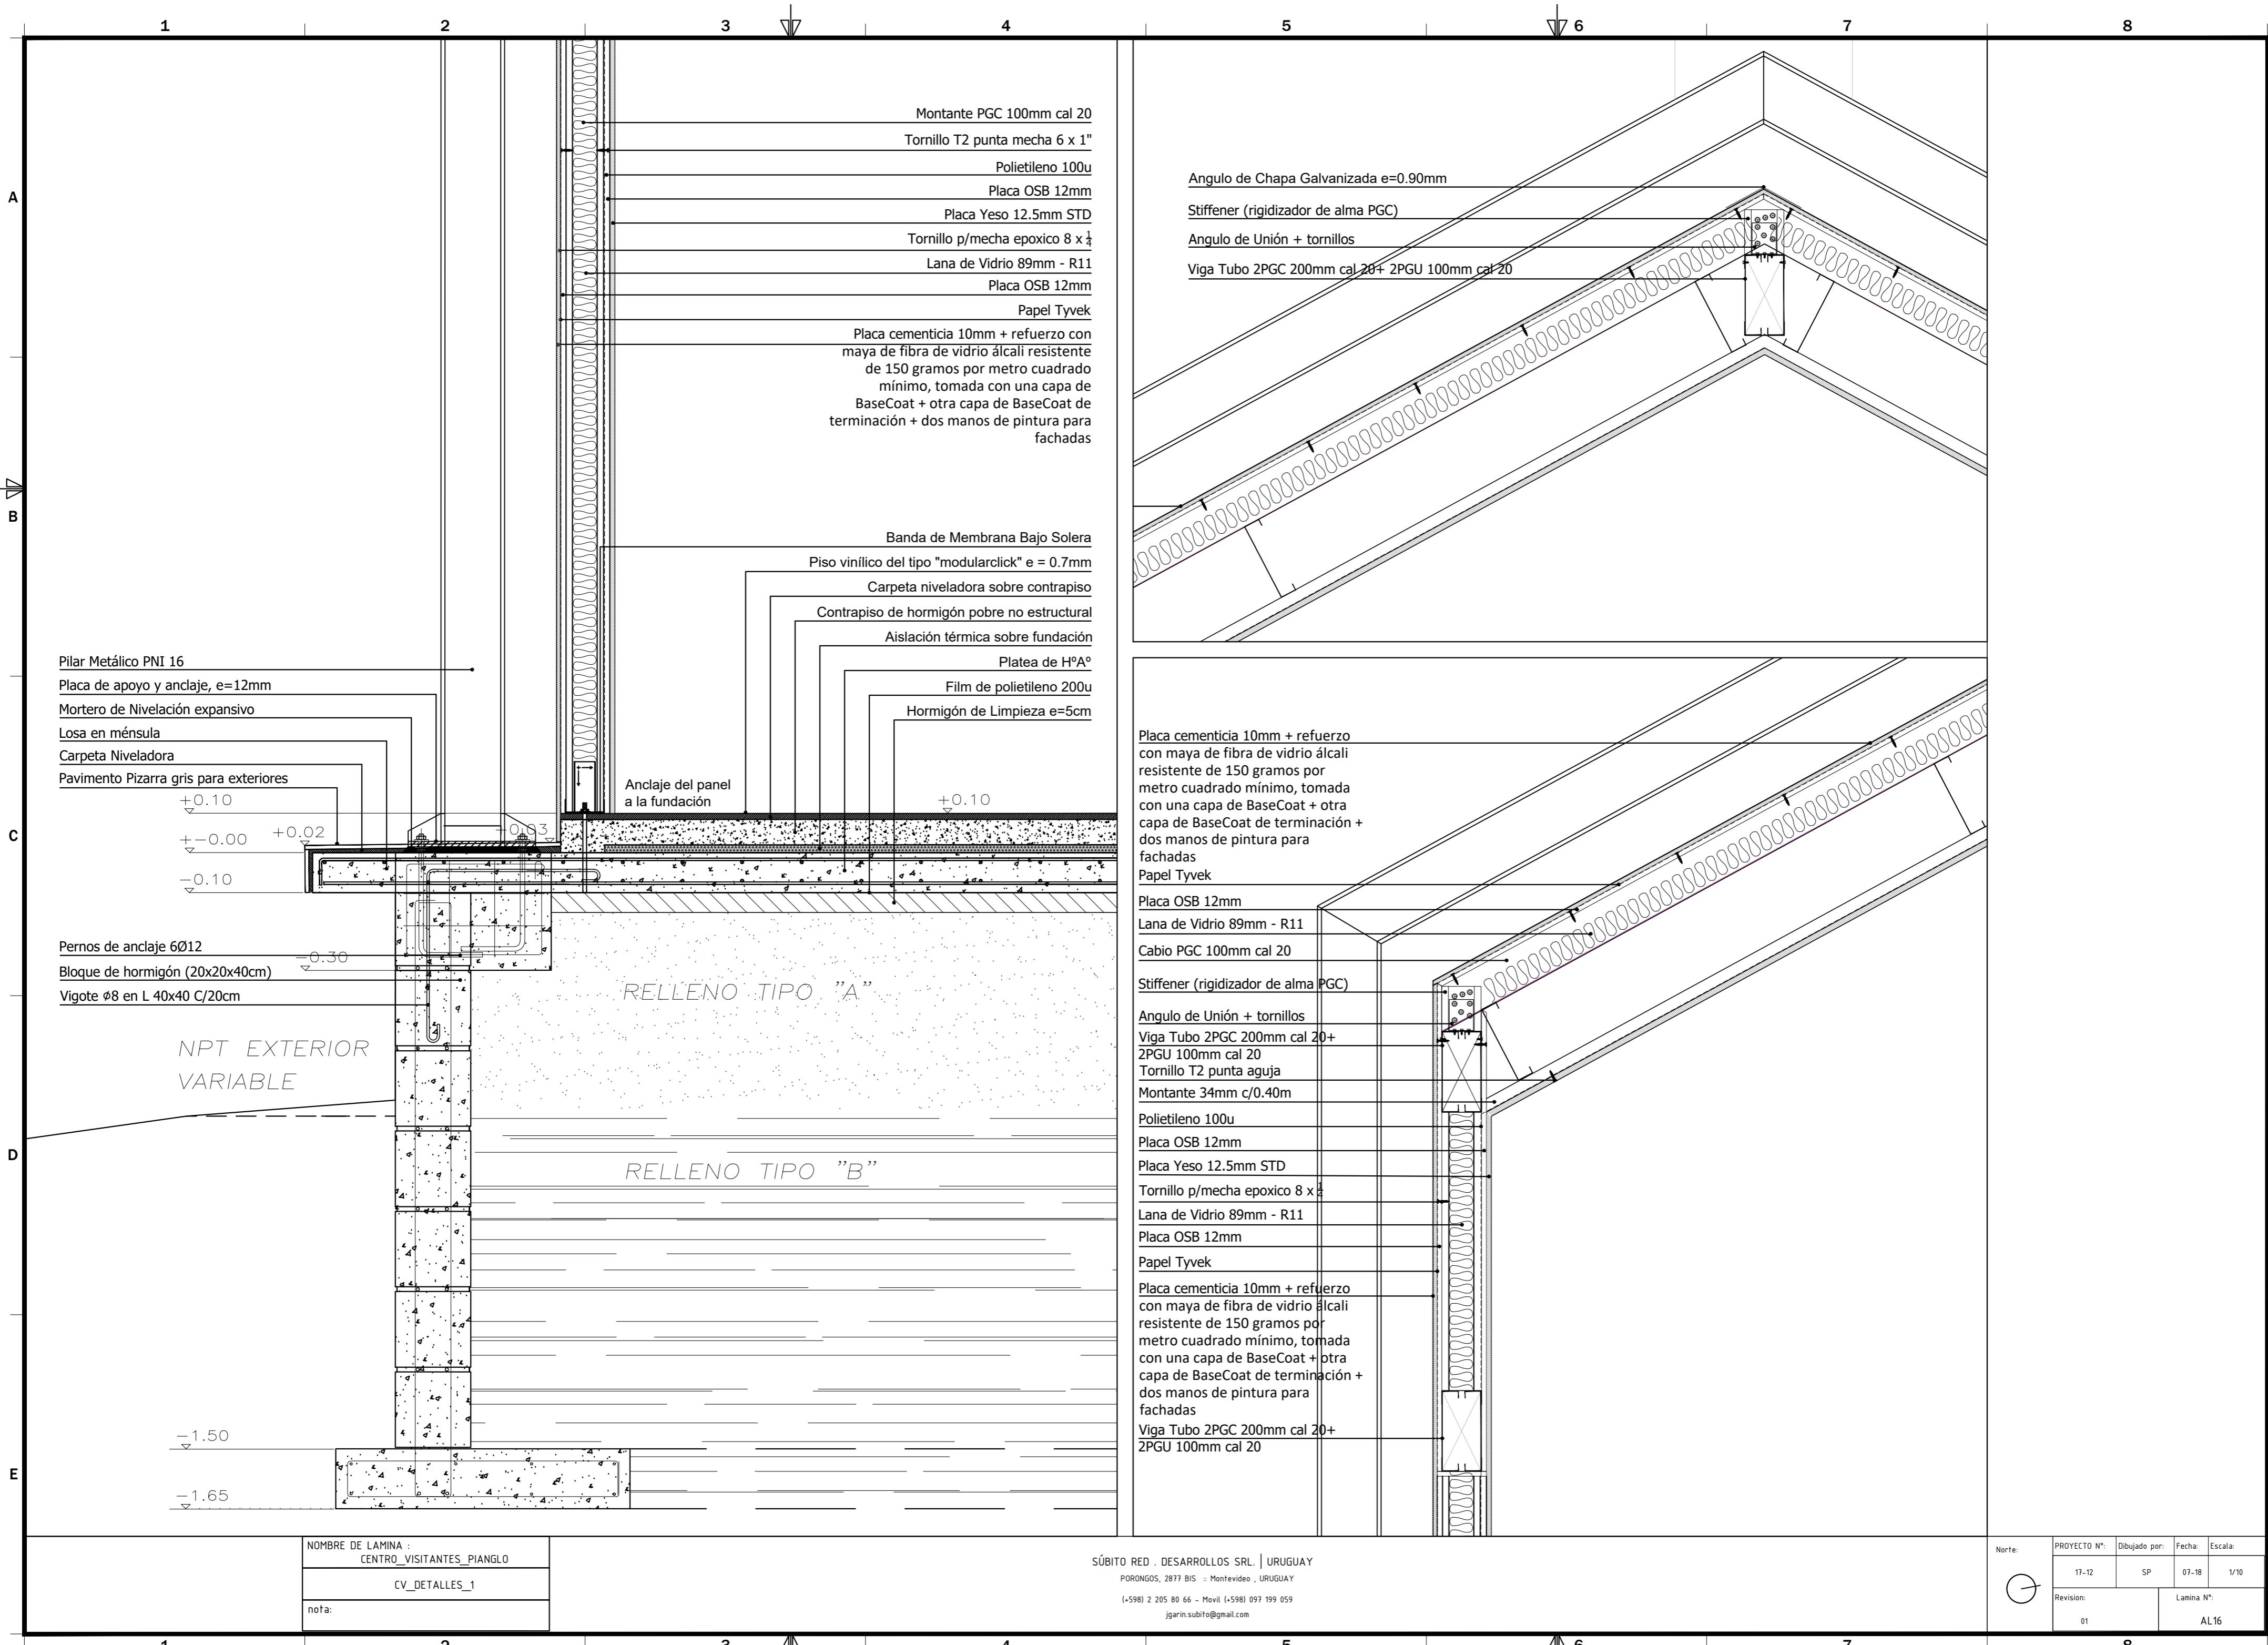 1 2 3 4 5 6 7 8
A
B
C
D
E
Montante PGC 100mm cal 20
Tornillo T2 punta mecha 6 x 1"
Polietileno 100u
Placa OSB 12mm
Placa Yeso 12.5mm STD
Tornillo p/mecha epoxico 8 x
Lana de Vidrio 89mm - R11
Placa OSB 12mm
Papel Tyvek
Placa cementicia 10mm + refuerzo con
maya de fibra de vidrio álcali resistente
de 150 gramos por metro cuadrado
mínimo, tomada con una capa de
BaseCoat + otra capa de BaseCoat de
terminación + dos manos de pintura para
fachadas
Banda de Membrana Bajo Solera
Piso vinílico del tipo "modularclick" e = 0.7mm
Carpeta niveladora sobre contrapiso
Contrapiso de hormigón pobre no estructural
Aislación térmica sobre fundación
Platea de HºAº
Film de polietileno 200u
Hormigón de Limpieza e=5cm
Pilar Metálico PNI 16
Placa de apoyo y anclaje, e=12mm
Mortero de Nivelación expansivo
Losa en ménsula
Carpeta Niveladora
Pavimento Pizarra gris para exteriores
Anclaje del panel
a la fundación
+0.10
+0.10
+-0.00
+0.02
+0.03
-0.10
Pernos de anclaje 6Ø12
-0.30
Bloque de hormigón (20x20x40cm)
Vigote ø8 en L 40x40 C/20cm
RELLENO TIPO "A"
NPT EXTERIOR
VARIABLE
RELLENO TIPO "B"
-1.50
-1.65
Angulo de Chapa Galvanizada e=0.90mm
Stiffener (rigidizador de alma PGC)
Angulo de Unión + tornillos
Viga Tubo 2PGC 200mm cal 20+ 2PGU 100mm cal 20
Placa cementicia 10mm + refuerzo
con maya de fibra de vidrio álcali
resistente de 150 gramos por
metro cuadrado mínimo, tomada
con una capa de BaseCoat + otra
capa de BaseCoat de terminación +
dos manos de pintura para
fachadas
Papel Tyvek
Placa OSB 12mm
Lana de Vidrio 89mm - R11
Cabio PGC 100mm cal 20
Stiffener (rigidizador de alma PGC)
Angulo de Unión + tornillos
Viga Tubo 2PGC 200mm cal 20+
2PGU 100mm cal 20
Tornillo T2 punta aguja
Montante 34mm c/0.40m
Polietileno 100u
Placa OSB 12mm
Placa Yeso 12.5mm STD
Tornillo p/mecha epoxico 8 x
Lana de Vidrio 89mm - R11
Placa OSB 12mm
Papel Tyvek
Placa cementicia 10mm + refuerzo
con maya de fibra de vidrio álcali
resistente de 150 gramos por
metro cuadrado mínimo, tomada
con una capa de BaseCoat + otra
capa de BaseCoat de terminación +
dos manos de pintura para
fachadas
Viga Tubo 2PGC 200mm cal 20+
2PGU 100mm cal 20
NOMBRE DE LAMINA :
CENTRO_VISITANTES_PIANGLO
CV_DETALLES_1
nota:
SÚBITO RED . DESARROLLOS SRL. | URUGUAY
PORONGOS, 2877 BIS :: Montevideo , URUGUAY
(+598) 2 205 80 66 - Movil (+598) 097 199 059
jgarin.subito@gmail.com
Norte:
PROYECTO N°: Dibujado por: Fecha: Escala:
17-12 SP 07-18 1/10
Revision: Lamina N°:
01 AL16
1 2 3 4 5 6 7 8